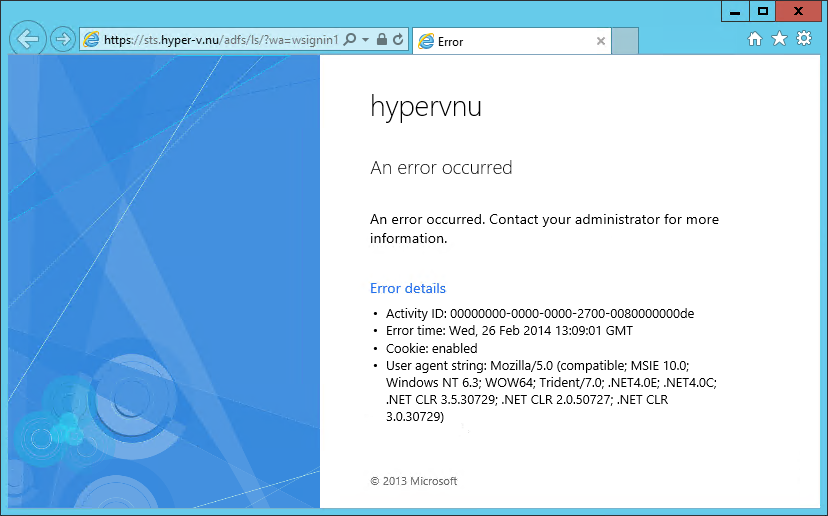 https://sts.hyper-v.nu/adfs/ls/?wa=wsignin1
Error
hypervnu
An error occurred
An error occurred. Contact your administrator for more
information.
Error details
• Activity ID: 00000000-0000-0000-2700-0080000000de
• Error time: Wed, 26 Feb 2014 13:09:01 GMT
• Cookie: enabled
• User agent string: Mozilla/5.0 (compatible; MSIE 10.0;
Windows NT 6.3; WOW64; Trident/7.0; .NET4.0E; .NET4.0C;
.NET CLR 3.5.30729; .NET CLR 2.0.50727; .NET CLR
3.0.30729)
© 2013 Microsoft